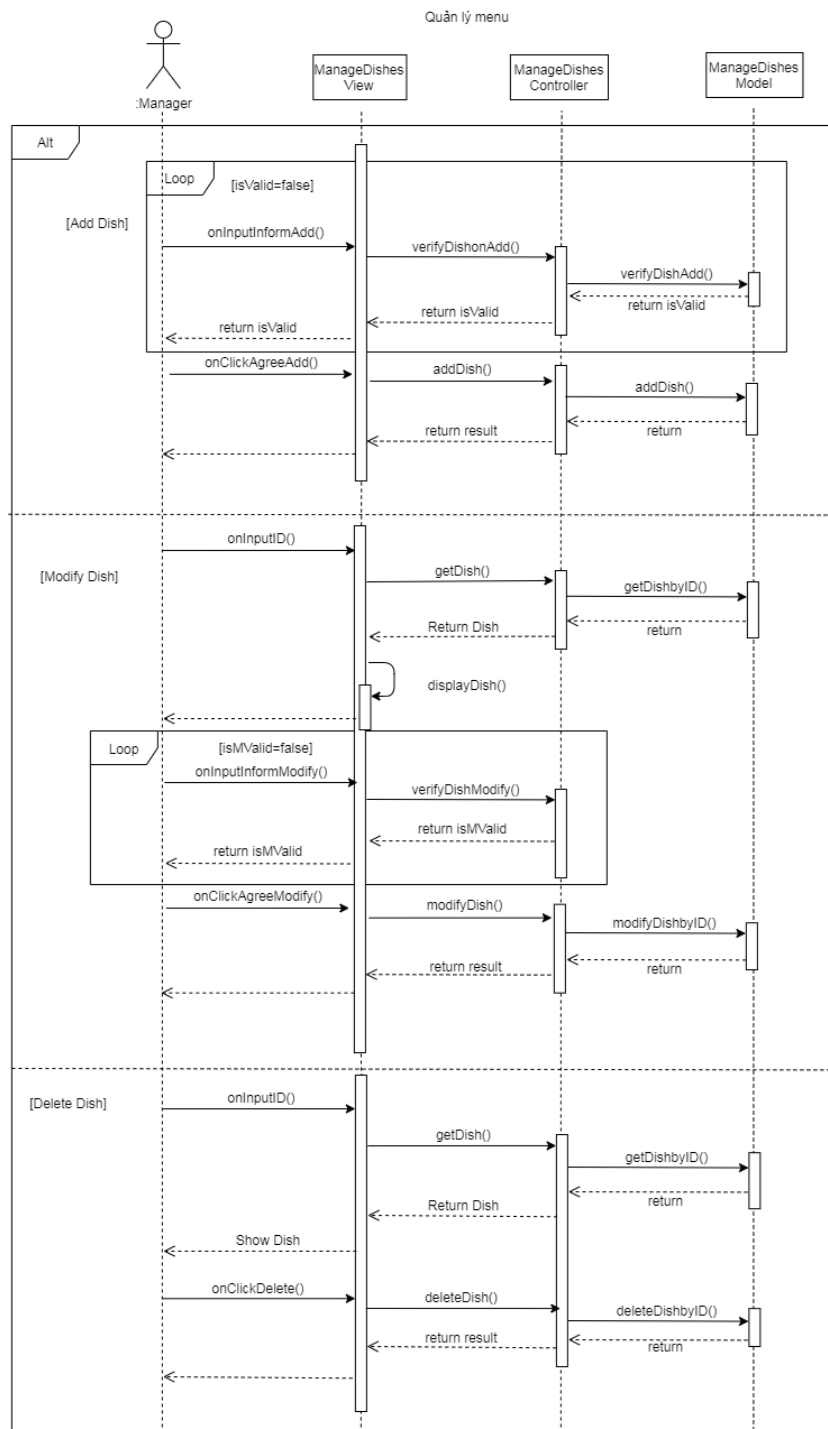 Quản lý menu
:Manager
ManageDishes
View
ManageDishes
Controller
ManageDishes
Model
Alt
Loop
[isValid=false]
[Add Dish]
onInputInformAdd()
verifyDishonAdd()
verifyDishAdd()
return isValid
return isValid
return isValid
onClickAgreeAdd()
addDish()
addDish()
return
return result
onInputID()
[Modify Dish]
getDish()
getDishbyID()
return
Return Dish
displayDish()
Loop
[isMValid=false]
onInputInformModify()
verifyDishModify()
return isMValid
return isMValid
onClickAgreeModify()
modifyDish()
modifyDishbyID()
return
return result
[Delete Dish]
onInputID()
getDish()
getDishbyID()
return
Return Dish
Show Dish
onClickDelete()
deleteDish()
deleteDishbyID()
return
return result